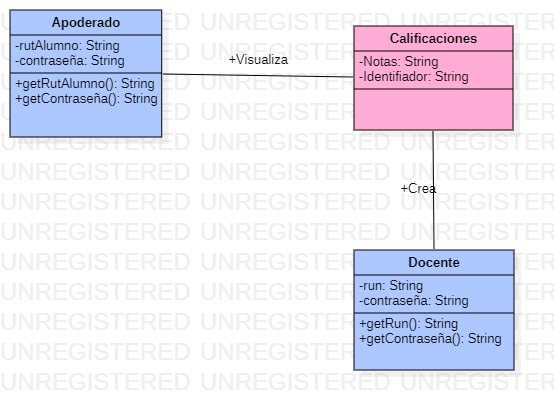 Apoderado
-rutAlumno: String
-contraseña: String
+getRutAlumno(): String
+getContraseña(): String
+Visualiza
Calificaciones
-Notas: String
-Identifiador: String
+Crea
Docente
-run: String
-contraseña: String
+getRun(): String
+getContraseña(): String
UNREGISTERED UNREGISTERED UNREGISTERED